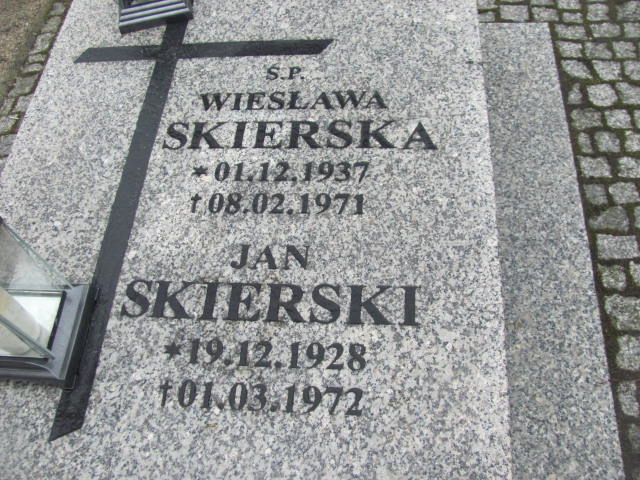 Ś.P.
WIESŁAWA
SKIERSKA
*01.12.1937
†08.02.1971
JAN
SKIERSKI
*19.12.1928
†01.03.1972